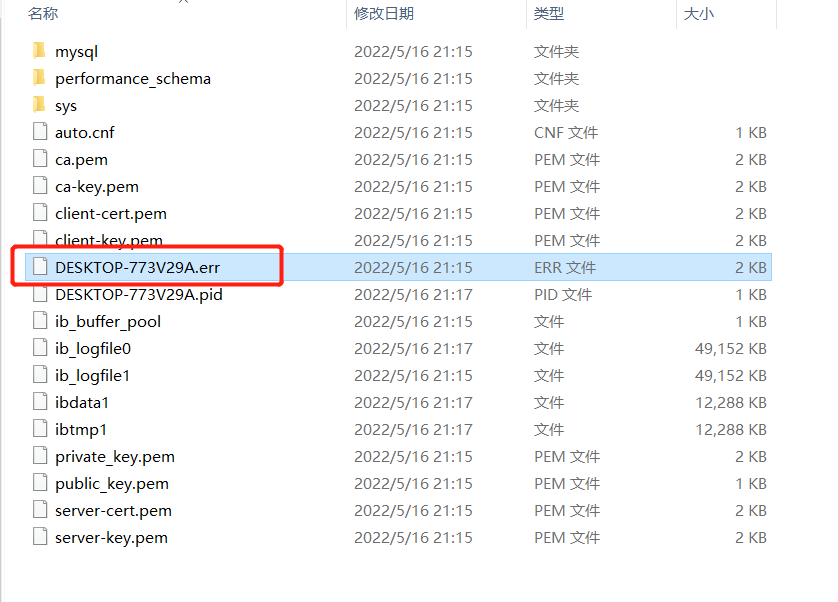 名称 修改日期 类型 大小
mysql 2022/5/16 21:15 文件夹
performance_schema 2022/5/16 21:15 文件夹
sys 2022/5/16 21:15 文件夹
auto.cnf 2022/5/16 21:15 CNF 文件 1 KB
ca.pem 2022/5/16 21:15 PEM 文件 2 KB
ca-key.pem 2022/5/16 21:15 PEM 文件 2 KB
client-cert.pem 2022/5/16 21:15 PEM 文件 2 KB
client-key.pem 2022/5/16 21:15 PEM 文件 2 KB
DESKTOP-773V29A.err 2022/5/16 21:15 ERR 文件 2 KB
DESKTOP-773V29A.pid 2022/5/16 21:17 PID 文件 1 KB
ib_buffer_pool 2022/5/16 21:15 文件 1 KB
ib_logfile0 2022/5/16 21:17 文件 49,152 KB
ib_logfile1 2022/5/16 21:15 文件 49,152 KB
ibdata1 2022/5/16 21:17 文件 12,288 KB
ibtmp1 2022/5/16 21:17 文件 12,288 KB
private_key.pem 2022/5/16 21:15 PEM 文件 2 KB
public_key.pem 2022/5/16 21:15 PEM 文件 1 KB
server-cert.pem 2022/5/16 21:15 PEM 文件 2 KB
server-key.pem 2022/5/16 21:15 PEM 文件 2 KB